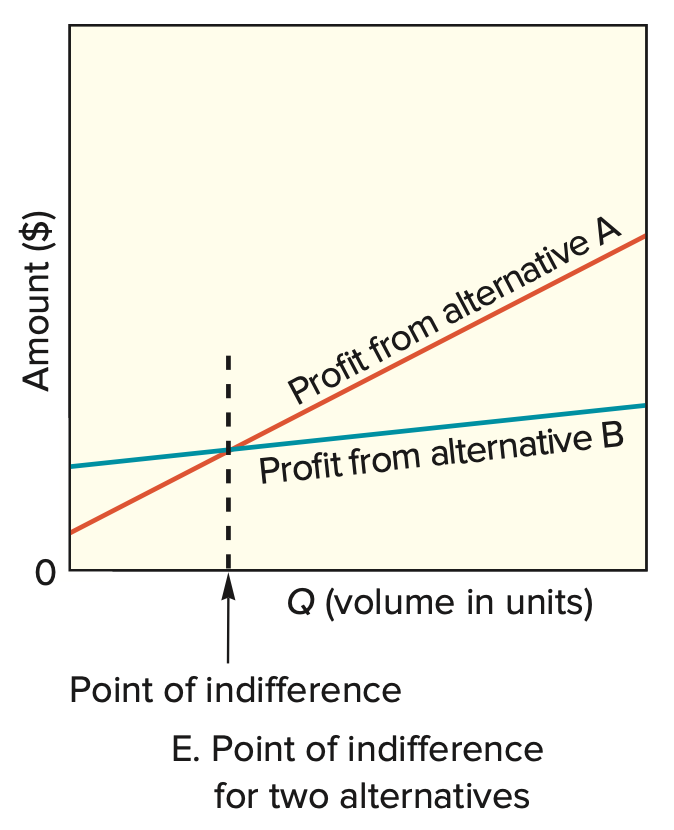 Amount ($)
Profit from alternative A
Profit from alternative B
0
Q (volume in units)
Point of indifference
E. Point of indifference
for two alternatives